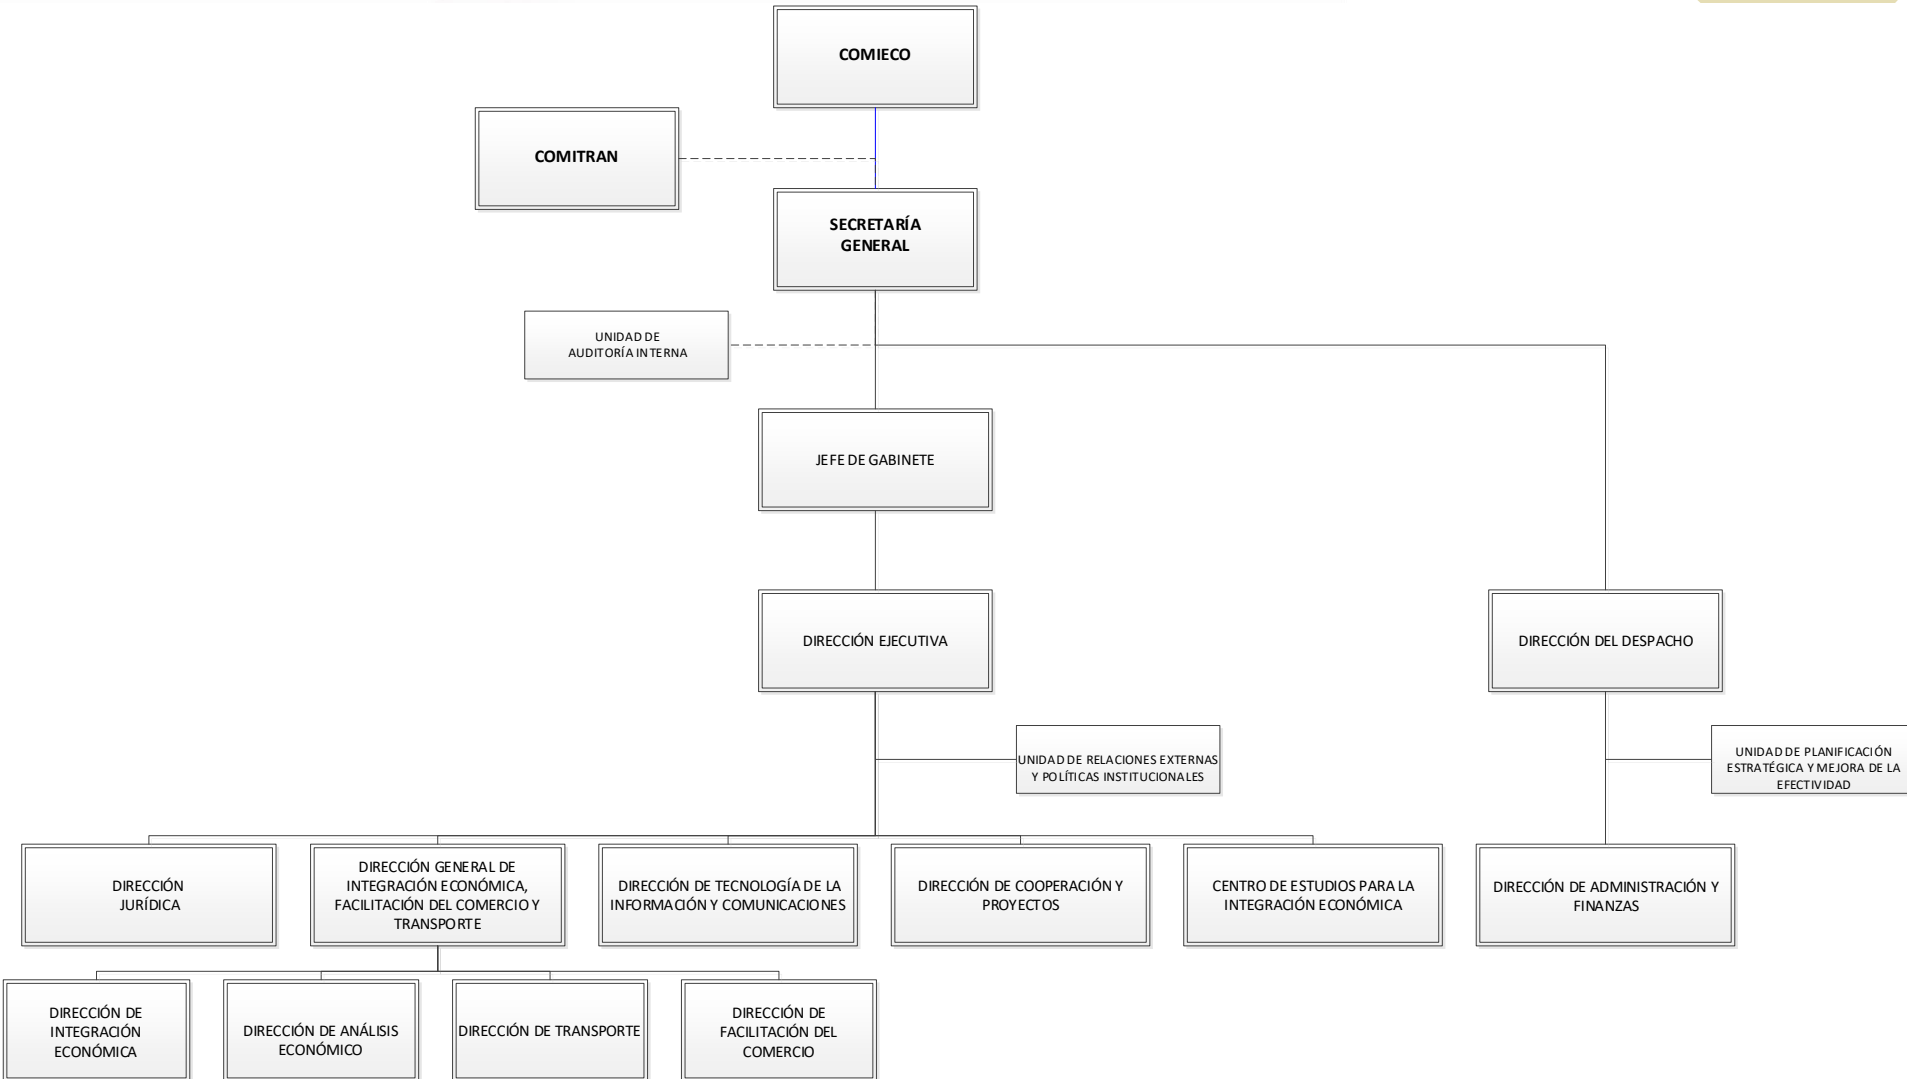 COMIECO
COMITRAN
SECRETARÍA
GENERAL
UNIDAD DE
AUDITORÍA INTERNA
JEFE DE GABINETE
DIRECCIÓN EJECUTIVA
DIRECCIÓN DEL DESPACHO
UNIDAD DE RELACIONES EXTERNAS
Y POLÍTICAS INSTITUCIONALES
UNIDAD DE PLANIFICACIÓN
ESTRATÉGICA Y MEJORA DE LA
EFECTIVIDAD
DIRECCIÓN
JURÍDICA
DIRECCIÓN GENERAL DE
INTEGRACIÓN ECONÓMICA,
FACILITACIÓN DEL COMERCIO Y
TRANSPORTE
DIRECCIÓN DE TECNOLOGÍA DE LA
INFORMACIÓN Y COMUNICACIONES
DIRECCIÓN DE COOPERACIÓN Y
PROYECTOS
CENTRO DE ESTUDIOS PARA LA
INTEGRACIÓN ECONÓMICA
DIRECCIÓN DE ADMINISTRACIÓN Y
FINANZAS
DIRECCIÓN DE
INTEGRACIÓN
ECONÓMICA
DIRECCIÓN DE ANÁLISIS
ECONÓMICO
DIRECCIÓN DE TRANSPORTE
DIRECCIÓN DE
FACILITACIÓN DEL
COMERCIO